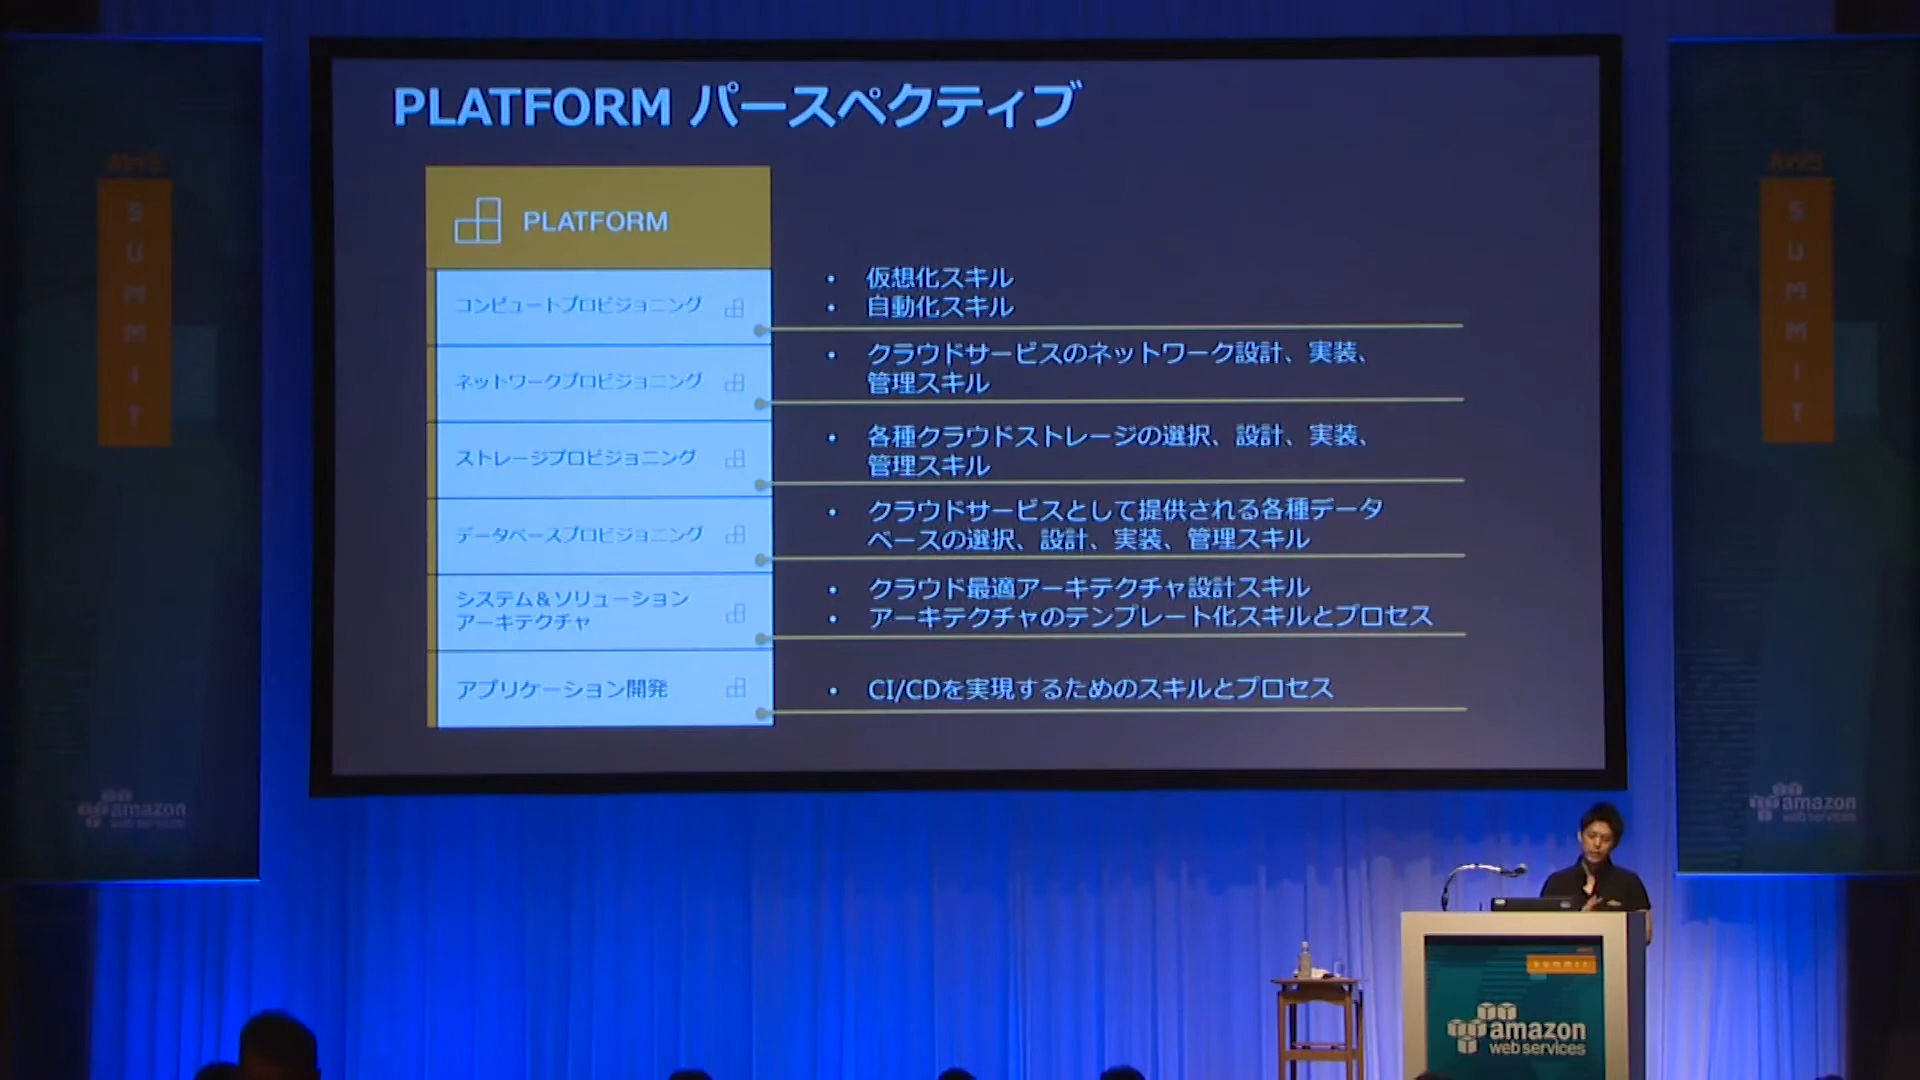 PLATFORM パースペクティブ
PLATFORM
コンピュートプロビジョニング
・ 仮想化スキル
・ 自動化スキル
ネットワークプロビジョニング
・ クラウドサービスのネットワーク設計、実装、
管理スキル
ストレージプロビジョニング
・ 各種クラウドストレージの選択、設計、実装、
管理スキル
データベースプロビジョニング
・ クラウドサービスとして提供される各種データ
ベースの選択、設計、実装、管理スキル
システム&ソリューション
アーキテクチャ
・ クラウド最適アーキテクチャ設計スキル
・ アーキテクチャのテンプレート化スキルとプロセス
アプリケーション開発
・ CI/CDを実現するためのスキルとプロセス
AWS
SUMMIT
amazon
web services
AWS
SUMMIT
amazon
web services
summit
amazon
web services